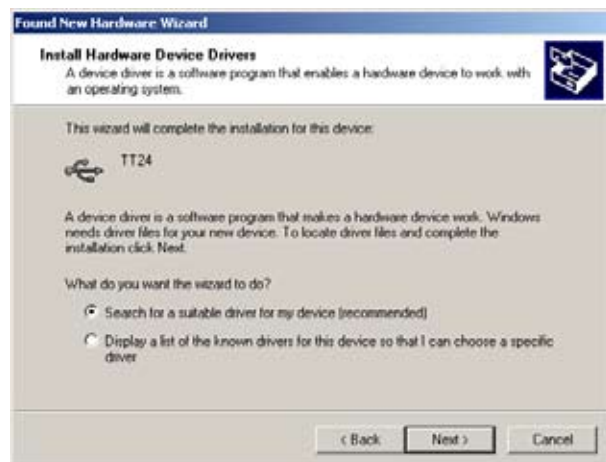 Found New Hardware Wizard
Install Hardware Device Drivers
A device driver is a software program that enables a hardware device to work with
an operating system.
This wizard will complete the installation for this device:
TT24
A device driver is a software program that makes a hardware device work. Windows
needs driver files for your new device. To locate driver files and complete the
installation click Next.
What do you want the wizard to do?
Search for a suitable driver for my device (recommended)
Display a list of the known drivers for this device so that I can choose a specific
driver
< Back Next > Cancel